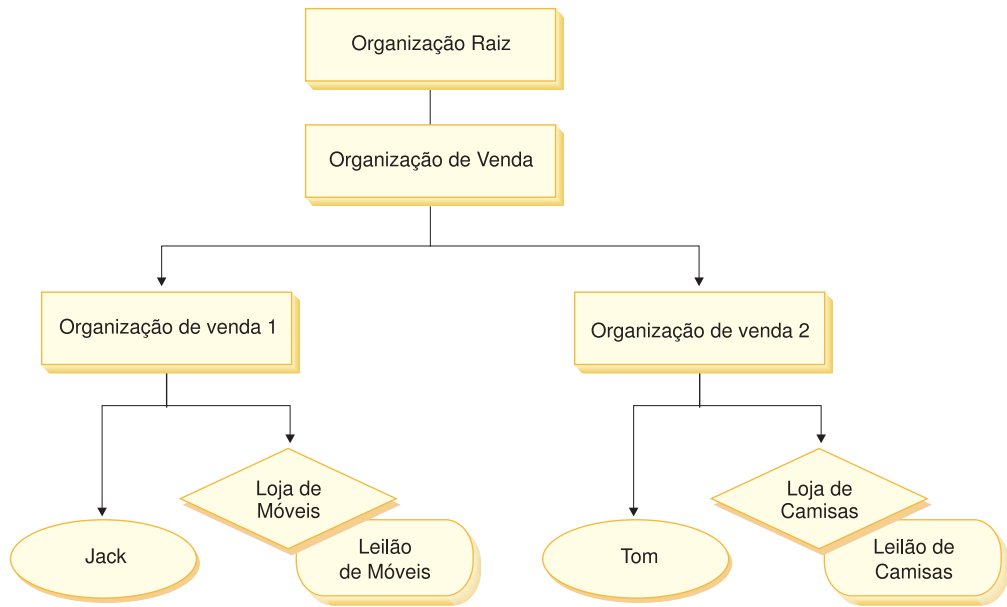 Organização Raiz
Organização de Venda
Organização de venda 1
Organização de venda 2
Loja de
Móveis
Jack
Leilão
de Móveis
Loja de
Camisas
Tom
Leilão de
Camisas